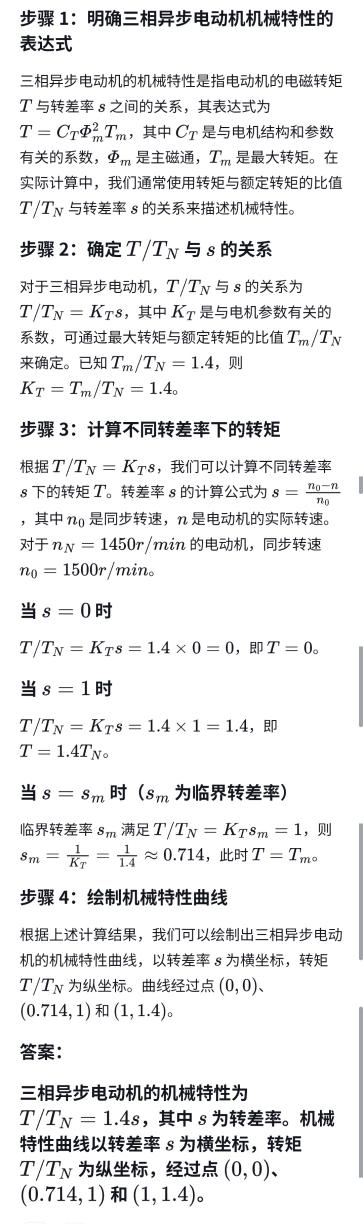 步骤 1：明确三相异步电动机机械特性的
表达式
三相异步电动机的机械特性是指电动机的电磁转矩
T 与转差率 s 之间的关系，其表达式为
T = C_TΦ_m^2T_m，其中 C_T 是与电机结构和参数
有关的系数，Φ_m 是主磁通，T_m 是最大转矩。在
实际计算中，我们通常使用转矩与额定转矩的比值
T/T_N 与转差率 s 的关系来描述机械特性。
步骤 2：确定 T/T_N 与 s 的关系
对于三相异步电动机，T/T_N 与 s 的关系为
T/T_N = K_Ts，其中 K_T 是与电机参数有关的
系数，可通过最大转矩与额定转矩的比值 T_m/T_N
来确定。已知 T_m/T_N = 1.4，则
K_T = T_m/T_N = 1.4。
步骤 3：计算不同转差率下的转矩
根据 T/T_N = K_Ts，我们可以计算不同转差率
s 下的转矩 T。转差率 s 的计算公式为 s = \frac{n_0-n}{n_0}
，其中 n_0 是同步转速，n 是电动机的实际转速。
对于 n_N = 1450r/min 的电动机，同步转速
n_0 = 1500r/min。
当 s = 0 时
T/T_N = K_Ts = 1.4 × 0 = 0，即 T = 0。
当 s = 1 时
T/T_N = K_Ts = 1.4 × 1 = 1.4，即
T = 1.4T_N。
当 s = s_m 时（s_m 为临界转差率）
临界转差率 s_m 满足 T/T_N = K_Ts_m = 1，则
s_m = \frac{1}{K_T} = \frac{1}{1.4} ≈ 0.714，此时 T = T_m。
步骤 4：绘制机械特性曲线
根据上述计算结果，我们可以绘制出三相异步电动
机的机械特性曲线，以转差率 s 为横坐标，转矩
T/T_N 为纵坐标。曲线经过点 (0, 0)、
(0.714, 1) 和 (1, 1.4)。
答案：
三相异步电动机的机械特性为
T/T_N = 1.4s，其中 s 为转差率。机械
特性曲线以转差率 s 为横坐标，转矩
T/T_N 为纵坐标，经过点 (0, 0)、
(0.714, 1) 和 (1, 1.4)。